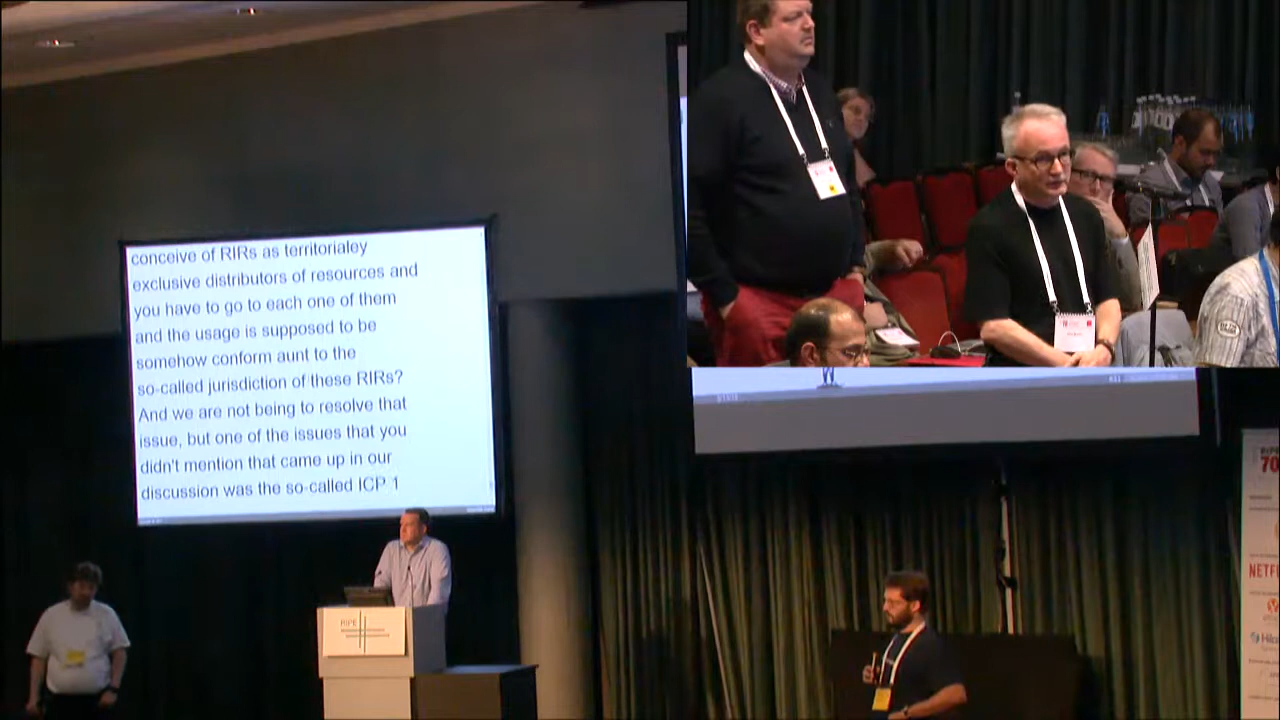 conceive of RIRs as territorialey
exclusive distributors of resources and
you have to go to each one of them
and the usage is supposed to be
somehow conform aunt to the
so-called jurisdiction of these RIRs?
And we are not being to resolve that
issue, but one of the issues that you
didn't mention that came up in our
discussion was the so-called ICP 1
RIPE
70
NETF